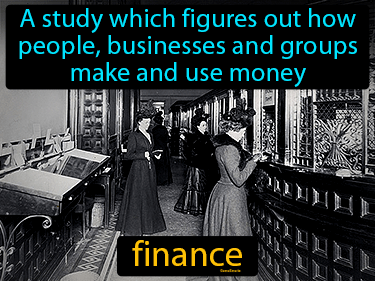 A study which figures out how
people, businesses and groups
make and use money
finance